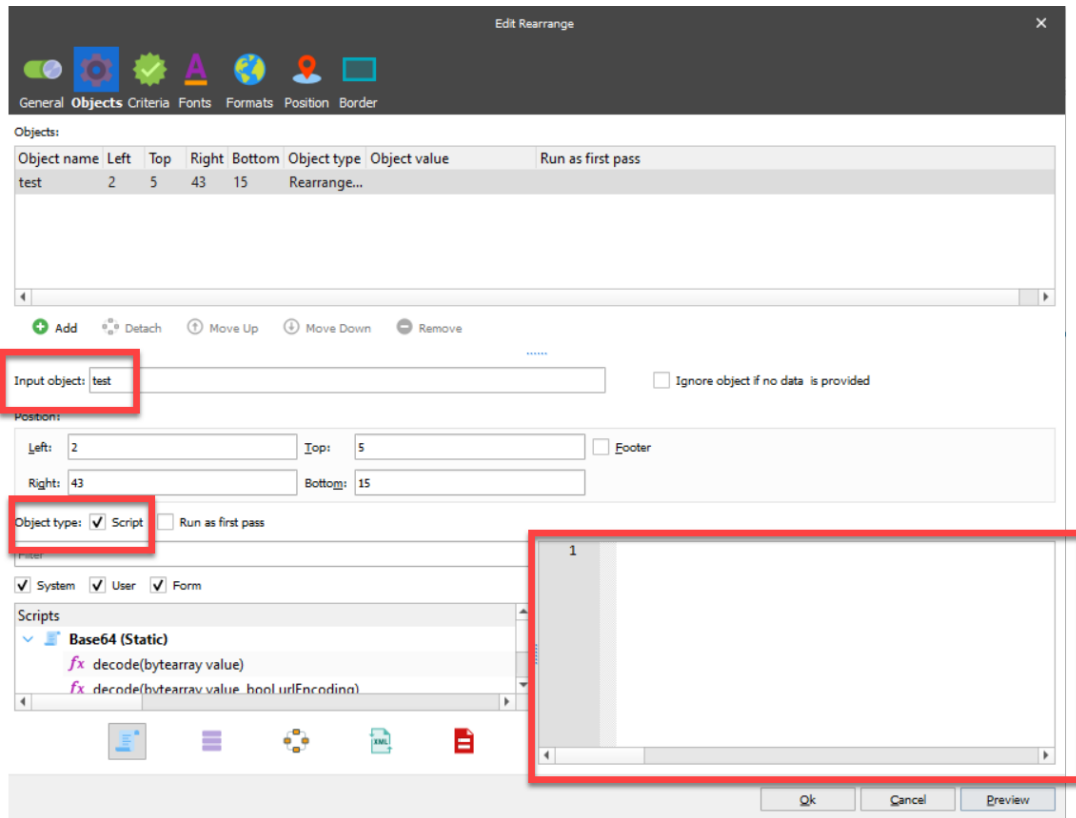 Edit Rearrange
General Objects Criteria Fonts Formats Position Border
Objects:
Object name Left Top Right Bottom Object type Object value Run as first pass
test 2 5 43 15 Rearrange...
Add Detach Move Up Move Down Remove
Input object: test Ignore object if no data is provided
Position:
Left: 2 Top: 5 Footer
Right: 43 Bottom: 15
Object type: Script Run as first pass
Filter
1
System User Form
Scripts
Base64 (Static)
fx decode(bytearray value)
fx decode(bytearray value, bool urlEncoding)
XML
Ok Cancel Preview